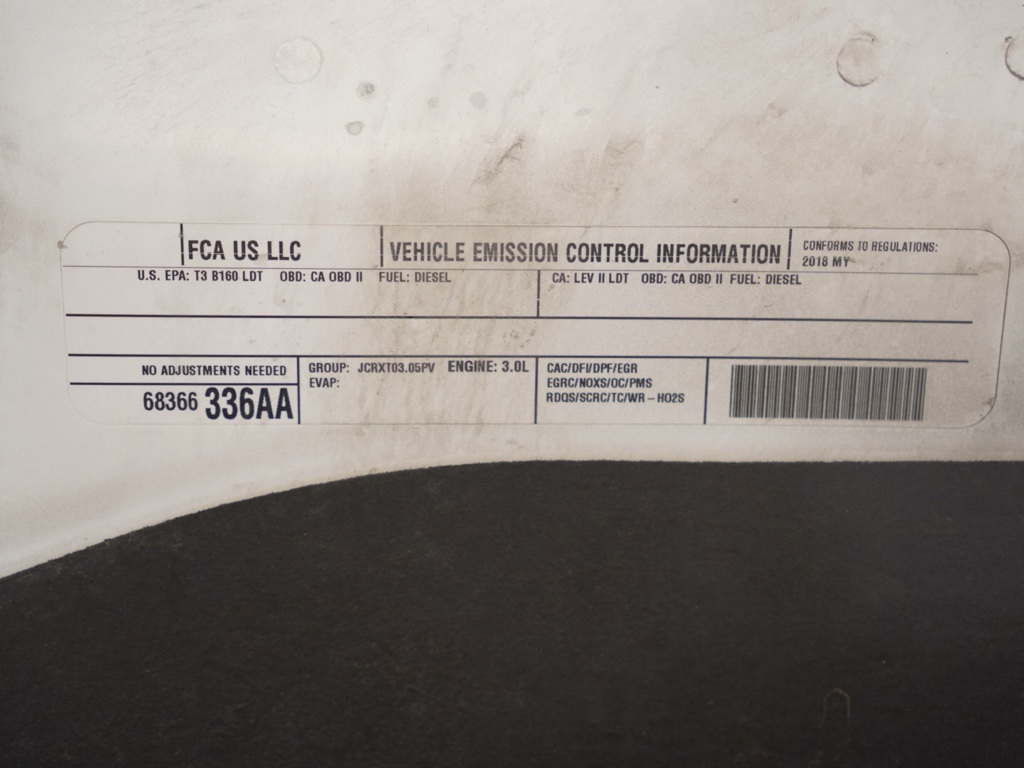 FCA US LLC VEHICLE EMISSION CONTROL INFORMATION CONFORMS TO REGULATIONS:
2018 MY
U.S. EPA: T3 B160 LDT OBD: CA OBD II FUEL: DIESEL CA: LEV II LDT OBD: CA OBD II FUEL: DIESEL
NO ADJUSTMENTS NEEDED
68366 336AA
GROUP: JCRXT03.05PV ENGINE: 3.0L
EVAP:
CAC/DFI/DPF/EGR
EGRC/NOXS/OC/PMS
RDQS/SCRC/TC/WR-HO2S